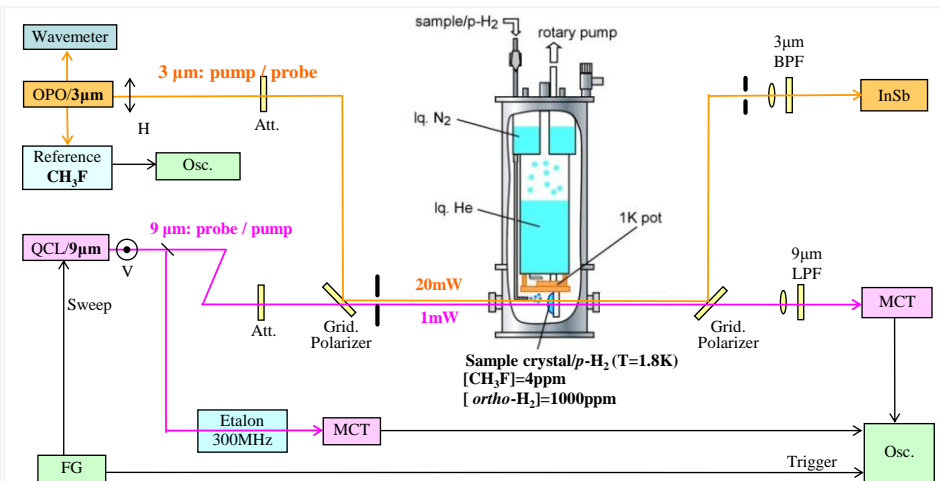 sample/p-H₂
rotary pump
Wavemeter
3 μm: pump / probe
3μm
BPF
OPO/3μm
H
Att.
InSb
lq. N₂
Reference
CH₃F
Osc.
lq. He
1K pot
9 μm: probe / pump
QCL/9μm
V
9μm
LPF
Sweep
20mW
1mW
MCT
Att.
Grid.
Polarizer
Grid.
Polarizer
Sample crystal/p-H₂ (T=1.8K)
[CH₃F]=4ppm
[ ortho-H₂]=1000ppm
Etalon
300MHz
MCT
Osc.
FG
Trigger